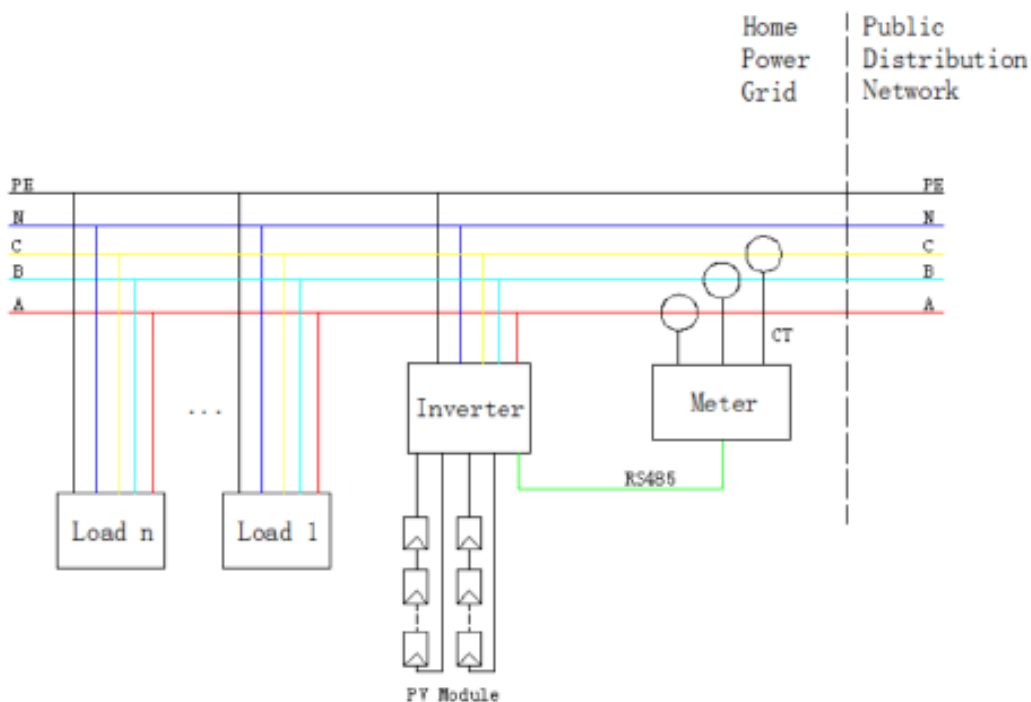 Home
Power
Grid
Public
Distribution
Network
PE
PE
N
N
C
C
B
B
A
A
CT
Inverter
Meter
RS485
...
Load n
Load 1
PV Module